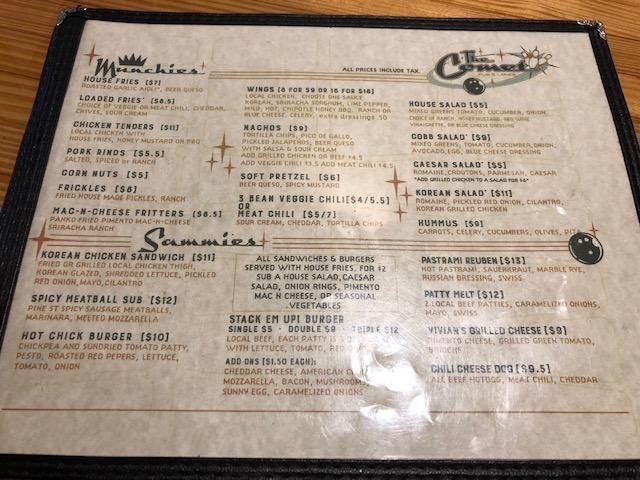 Munchies
HOUSE FRIES [$7]
ROASTED GARLIC AIOLI*, BEER QUESO
LOADED FRIES* [$8.5]
CHOICE OF VEGGIE OR MEAT CHILI, CHEDDAR,
CHIVES, SOUR CREAM
CHICKEN TENDERS [$11]
LOCAL CHICKEN WITH
HOUSE FRIES, HONEY MUSTARD OR BBQ
PORK RINDS [$5.5]
SALTED, SPICED or RANCH
CORN NUTS [$5]
FRICKLES [$8]
FRIED HOUSE MADE PICKLES, RANCH
MAC-N-CHEESE FRITTERS [$8.5]
PANKO FRIED PIMENTO MAC-N-CHEESE
SRIRACHA RANCH
ALL PRICES INCLUDE TAX.
WINGS [8 FOR $9 OR 16 FOR $16]
LOCAL CHICKEN, CHOOSE ONE SAUCE
KOREAN, SRIRACHA SORGHUM, LIME PEPPER,
MILD, HOT, CHIPOTLE HONEY BBQ, RANCH OR
BLUE CHEESE, CELERY, extra dressings .50
NACHOS [$9]
TORTILLA CHIPS, PICO DE GALLO,
PICKLED JALAPEÑOS, BEER QUESO
WITH SALSA & SOUR CREAM
ADD GRILLED CHICKEN OR BEEF $4.5
ADD VEGGIE CHILI $3.5 ADD MEAT CHILI $4.5
SOFT PRETZEL [$6]
BEER QUESO, SPICY MUSTARD
3 BEAN VEGGIE CHILI[$4/5.5]
OR
MEAT CHILI [$5/7]
SOUR CREAM, CHEDDAR, TORTILLA CHIPS
The Comet
PUB & LANES
HOUSE SALAD [$5]
MIXED GREENS TOMATO, CUCUMBER, ONION,
CHOICE OF RANCH, HONEY MUSTARD, RED WINE
VINAIGRETTE, OR BLUE CHEESE DRESSING
COBB SALAD* [$9]
MIXED GREENS, TOMATO, CUCUMBER, ONION,
AVOCADO, EGG, BLUE CHEESE DRESSING
CAESAR SALAD* [$5]
ROMAINE, CROUTONS, PARMESAN, CAESAR
*ADD GRILLED CHICKEN TO A SALAD FOR $4*
KOREAN SALAD* [$11]
ROMAINE, PICKLED RED ONION, CILANTRO,
KOREAN GRILLED CHICKEN
HUMMUS [$9]
CARROTS, CELERY, CUCUMBERS, OLIVES, PITA
Sammies
KOREAN CHICKEN SANDWICH [$11]
FRIED OR GRILLED LOCAL CHICKEN THIGH,
KOREAN GLAZED, SHREDDED LETTUCE, PICKLED
RED ONION, MAYO, CILANTRO
SPICY MEATBALL SUB [$12]
PINE ST SPICY SAUSAGE MEATBALLS,
MARINARA, MELTED MOZZARELLA
HOT CHICK BURGER [$10]
CHICKPEA AND SUNDRIED TOMATO PATTY,
PESTO, ROASTED RED PEPERS, LETTUCE,
TOMATO, ONION
ALL SANDWICHES & BURGERS
SERVED WITH HOUSE FRIES. FOR $2
SUB A HOUSE SALAD, CAESAR
SALAD, ONION RINGS, PIMENTO
MAC N CHEESE, OR SEASONAL
VEGETABLES
STACK EM UP! BURGER
SINGLE $5 - DOUBLE $9 TRIPLE $12
LOCAL BEEF, EACH PATTY IS
WITH LETTUCE, TOMATO, RED
ADD-ONS [$1.50 EACH]:
CHEDDAR CHEESE, AMERICAN
MOZZARELLA, BACON, MUSHROOMS
SUNNY EGG, CARAMELIZED ONIONS
PASTRAMI REUBEN [$13]
HOT PASTRAMI, SAUERKRAUT, MARBLE RYE,
RUSSIAN DRESSING, SWISS
PATTY MELT [$12]
2 LOCAL BEEF PATTIES, CARAMELIZED ONIONS,
MAYO, SWISS
VIVIAN'S GRILLED CHEESE [$9]
PIMENTO CHEESE, GRILLED GREEN TOMATO,
BRIOCHE
CHILI CHEESE DOG [$9.5]
ALL BEEF HOTDOG, MEAT CHILI, CHEDDAR